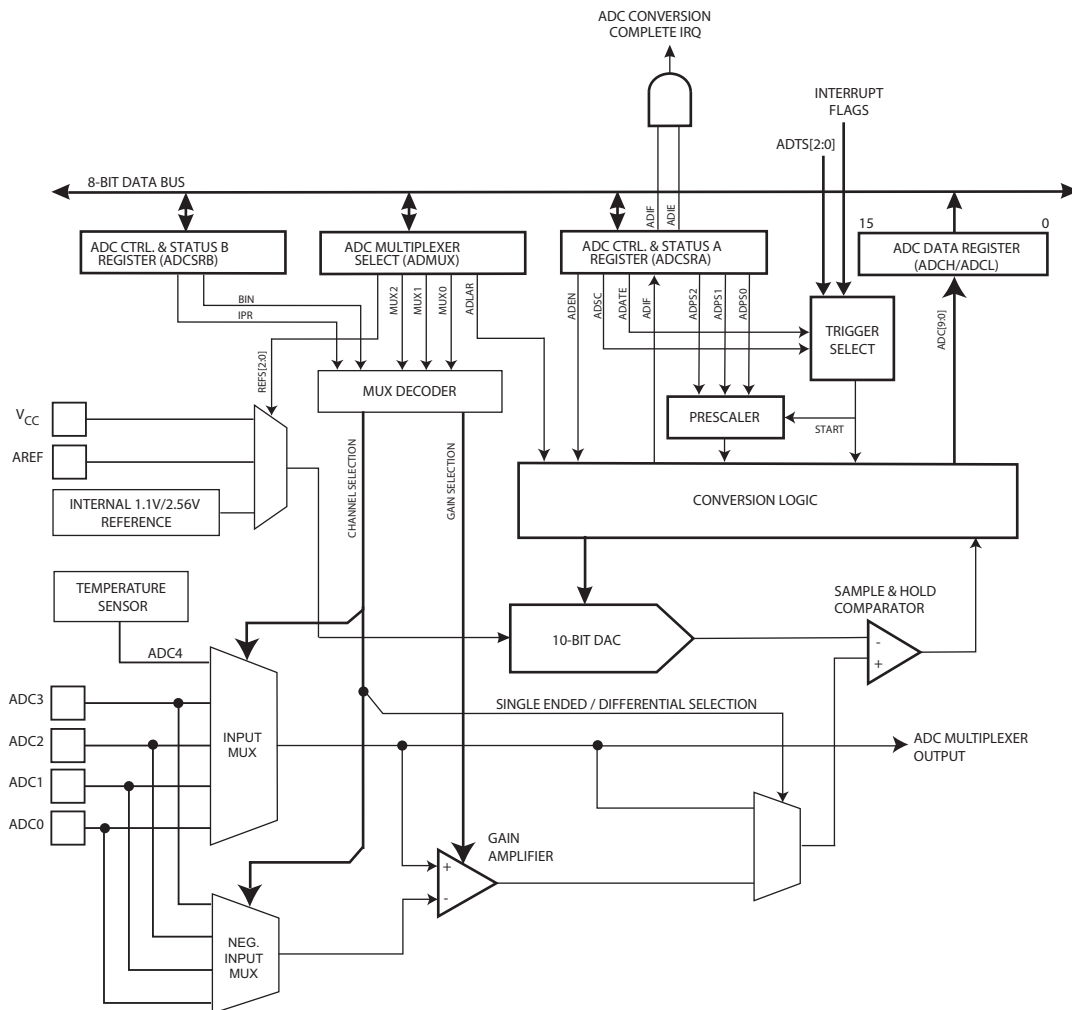 ADC CONVERSION
COMPLETE IRQ
INTERRUPT
FLAGS
ADTS[2:0]
8-BIT DATA BUS
ADIF
ADIE
15
0
ADC CTRL. & STATUS B
REGISTER (ADCSRB)
ADC MULTIPLEXER
SELECT (ADMUX)
ADC CTRL. & STATUS A
REGISTER (ADCSRA)
ADC DATA REGISTER
(ADCH/ADCL)
BIN
IPR
REFS[2:0]
MUX2
MUX1
MUX0
ADLAR
ADEN
ADSC
ADATE
ADIF
ADPS2
ADPS1
ADPS0
TRIGGER
SELECT
ADC[9:0]
MUX DECODER
PRESCALER
START
VCC
AREF
INTERNAL 1.1V/2.56V
REFERENCE
CHANNEL SELECTION
GAIN SELECTION
CONVERSION LOGIC
TEMPERATURE
SENSOR
ADC4
10-BIT DAC
SAMPLE & HOLD
COMPARATOR
-
+
ADC3
ADC2
ADC1
ADC0
INPUT
MUX
SINGLE ENDED / DIFFERENTIAL SELECTION
ADC MULTIPLEXER
OUTPUT
GAIN
AMPLIFIER
+
-
NEG.
INPUT
MUX